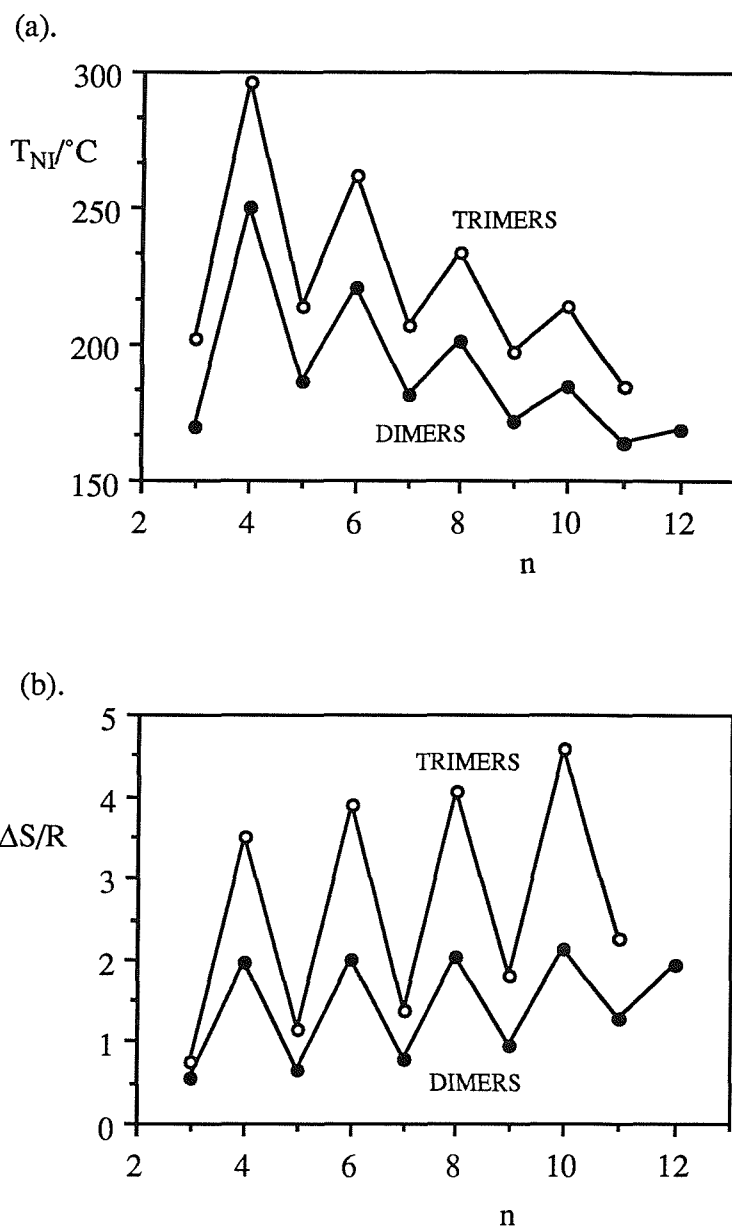 (a).
300
T_NI/°C
250
TRIMERS
200
DIMERS
150
2 4 6 8 10 12
n
(b).
5
TRIMERS
4
ΔS/R
3
2
1
DIMERS
0
2 4 6 8 10 12
n